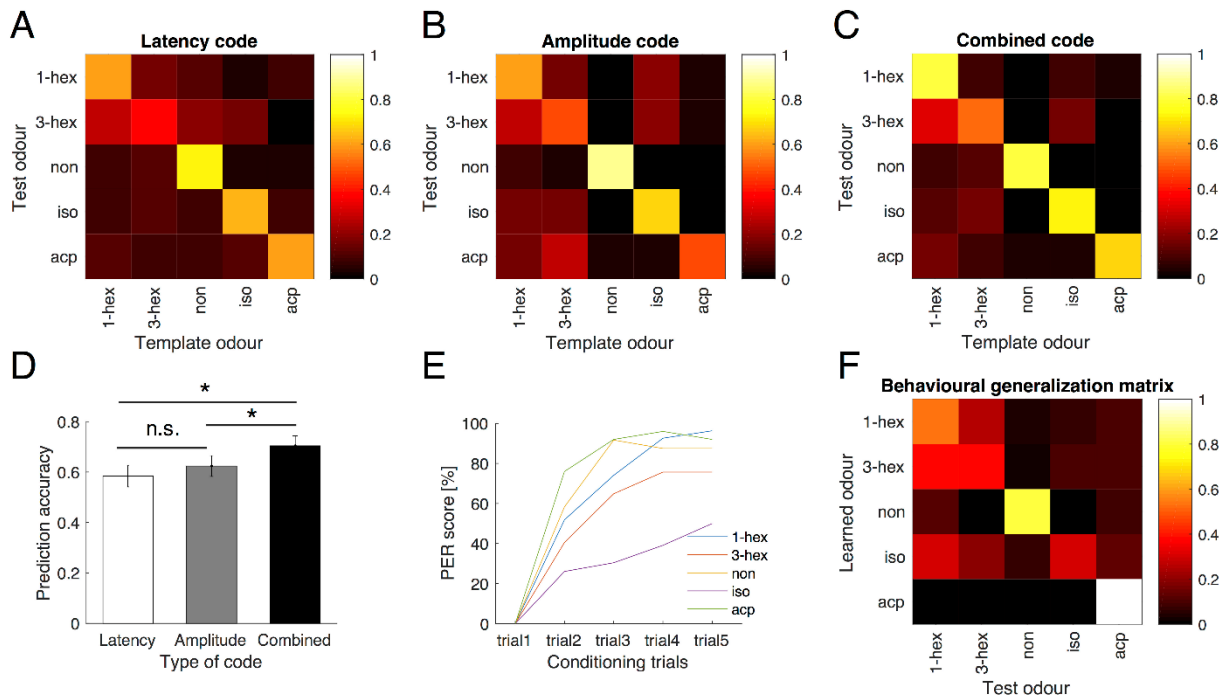 A
Latency code
1-hex
3-hex
non
iso
acp
Test odour
1-hex
3-hex
non
iso
acp
Template odour
1
0.8
0.6
0.4
0.2
0
B
Amplitude code
1-hex
3-hex
non
iso
acp
Test odour
1-hex
3-hex
non
iso
acp
Template odour
1
0.8
0.6
0.4
0.2
0
C
Combined code
1-hex
3-hex
non
iso
acp
Test odour
1-hex
3-hex
non
iso
acp
Template odour
1
0.8
0.6
0.4
0.2
0
D
*
n.s.
*
0.8
0.6
0.4
0.2
0
Prediction accuracy
Latency
Amplitude
Combined
Type of code
E
100
80
60
40
20
0
PER score [%]
1-hex
3-hex
non
iso
acp
trial1
trial2
trial3
trial4
trial5
Conditioning trials
F
Behavioural generalization matrix
1-hex
3-hex
non
iso
acp
Learned odour
1-hex
3-hex
non
iso
acp
Test odour
1
0.8
0.6
0.4
0.2
0